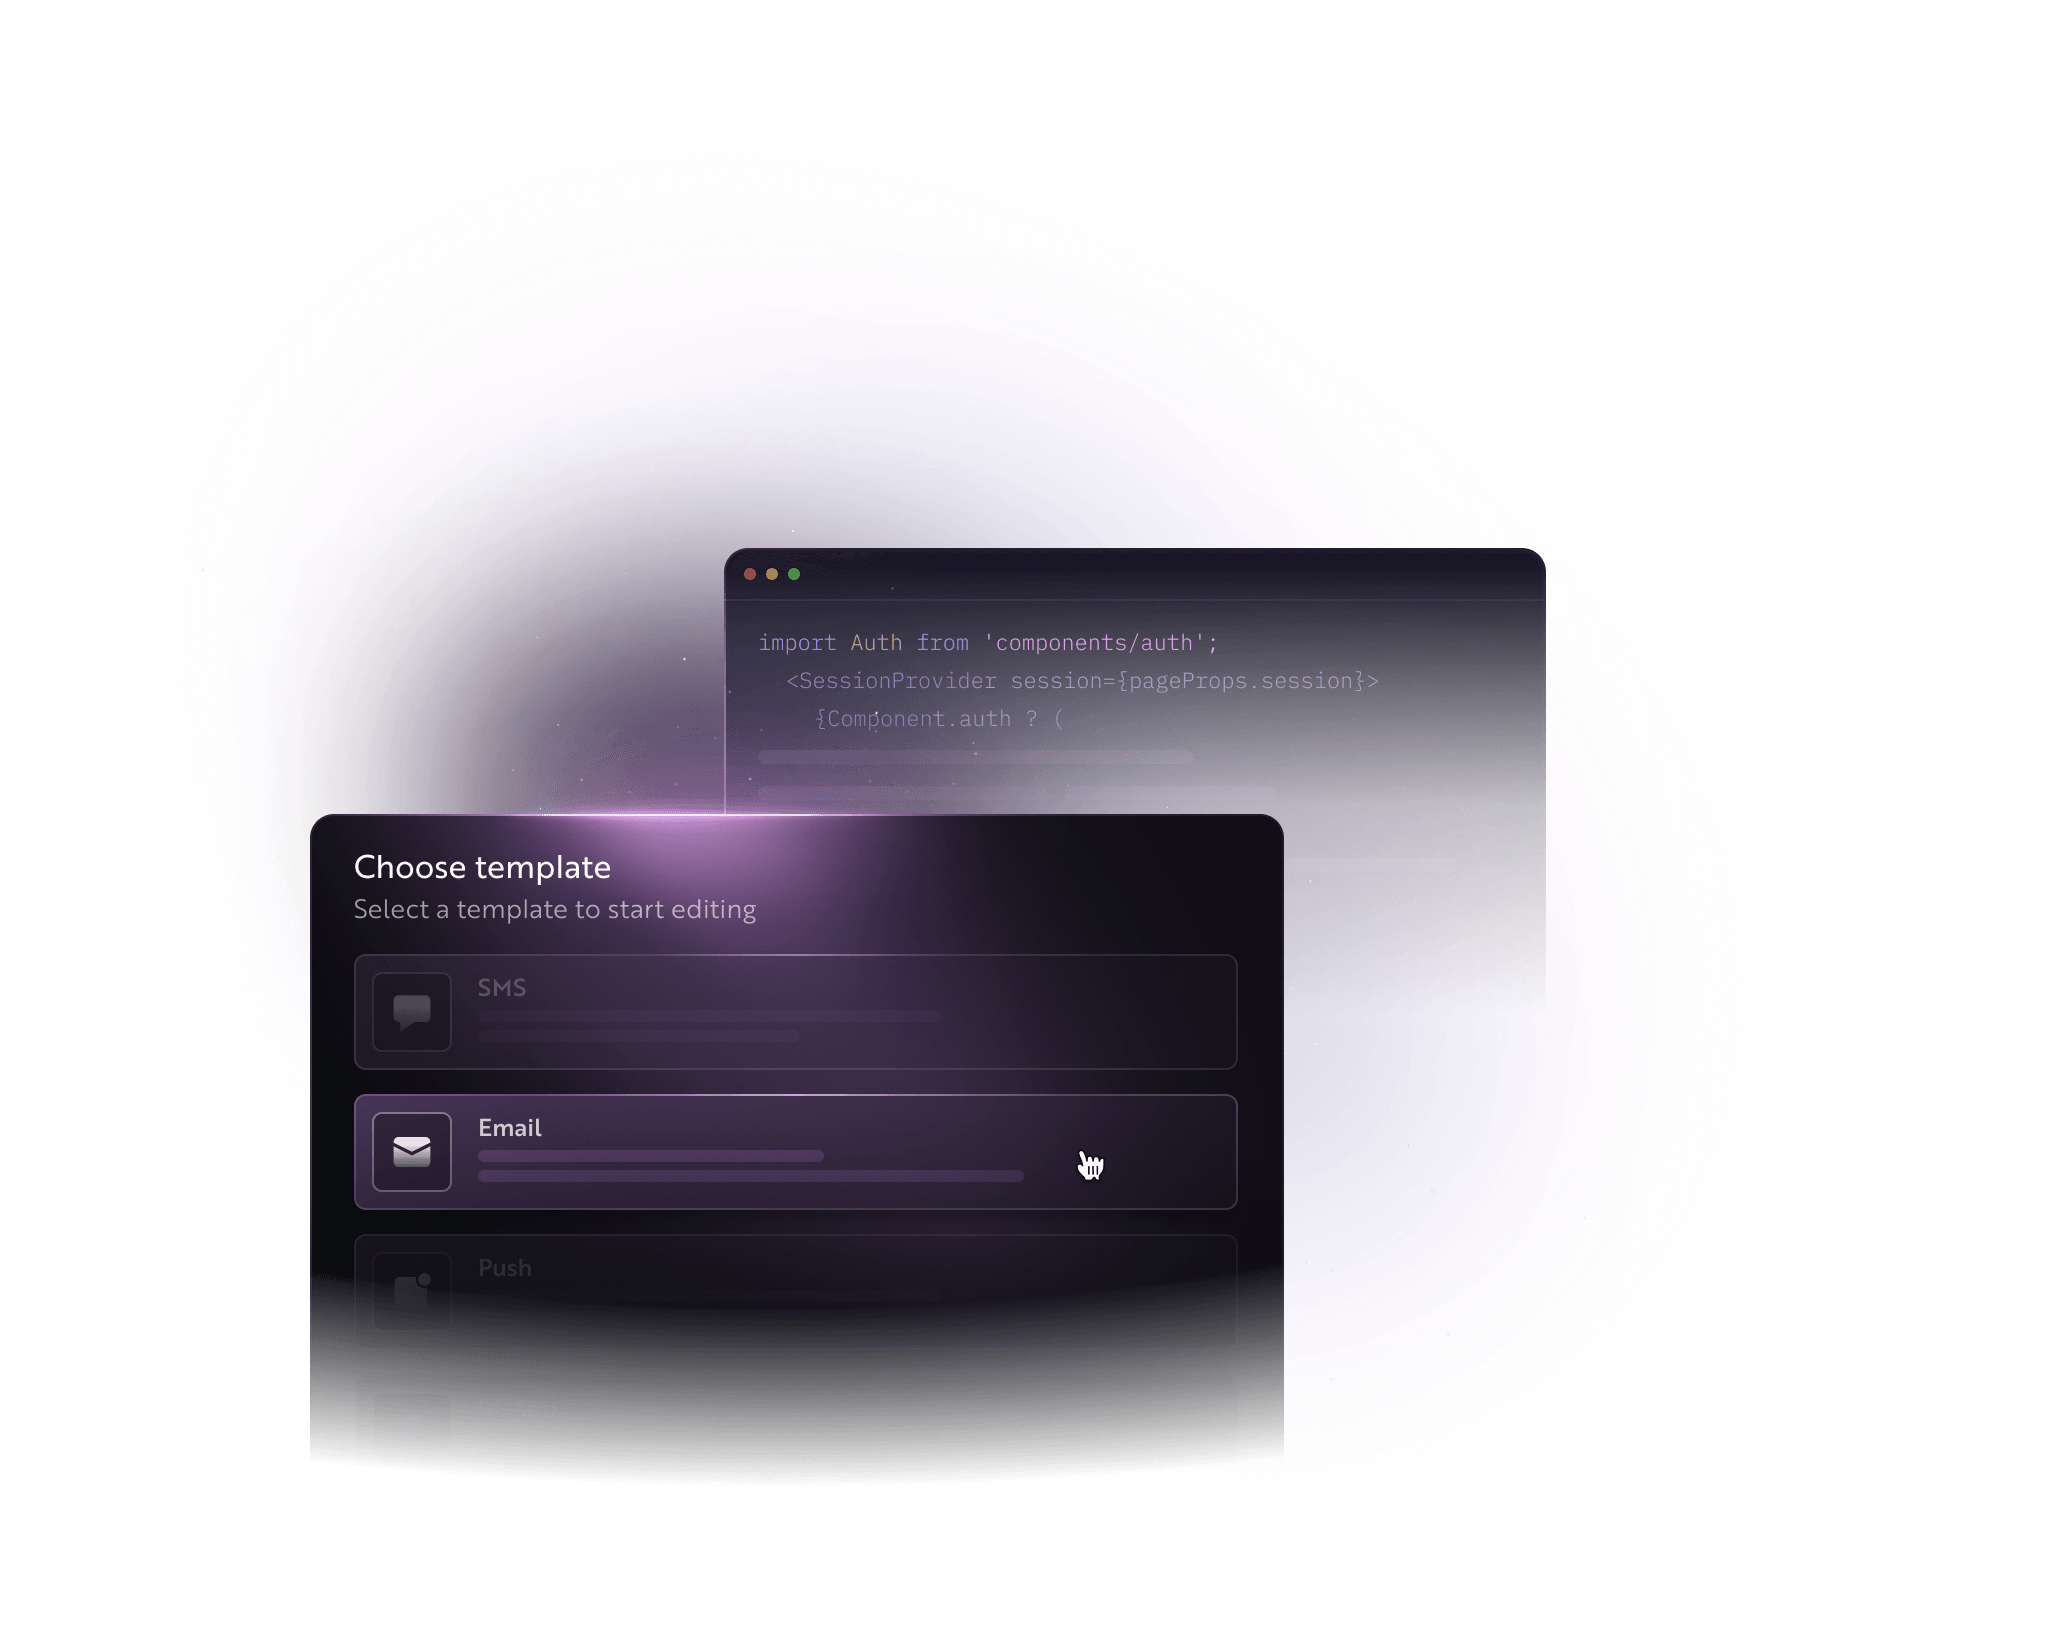 import Auth from 'components/auth';
<SessionProvider session={pageProps.session}>
{Component.auth ? (
Choose template
Select a template to start editing
SMS
Email
Push